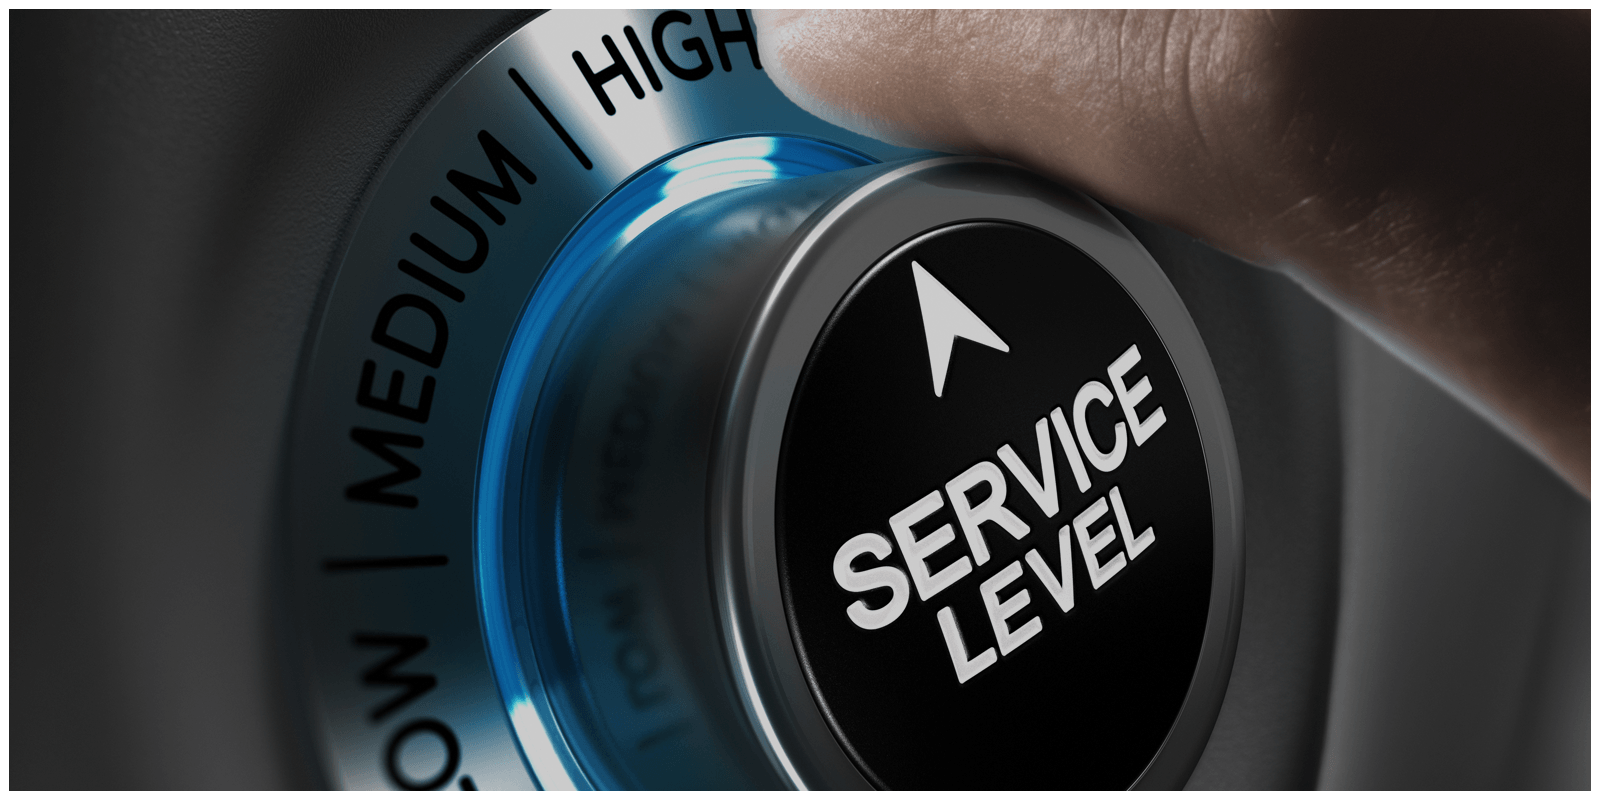 HIGH
|
MEDIUM
|
LOW
SERVICE
LEVEL